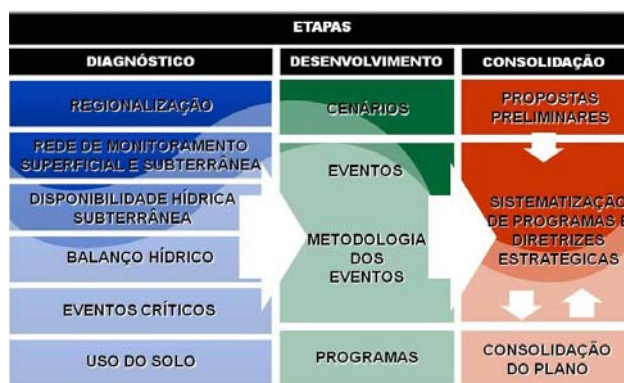 ETAPAS
DIAGNÓSTICO
REGIONALIZAÇÃO
REDE DE MONITORAMENTO
SUPERFICIAL E SUBTERRÂNEA
DISPONIBILIDADE HÍDRICA
SUBTERRÂNEA
BALANÇO HÍDRICO
EVENTOS CRÍTICOS
USO DO SOLO
DESENVOLVIMENTO
CENÁRIOS
EVENTOS
METODOLOGIA
DOS
EVENTOS
PROGRAMAS
CONSOLIDAÇÃO
PROPOSTAS
PRELIMINARES
SISTEMATIZAÇÃO
DE PROGRAMAS E
DIRETRIZES
ESTRATÉGICAS
CONSOLIDAÇÃO
DO PLANO